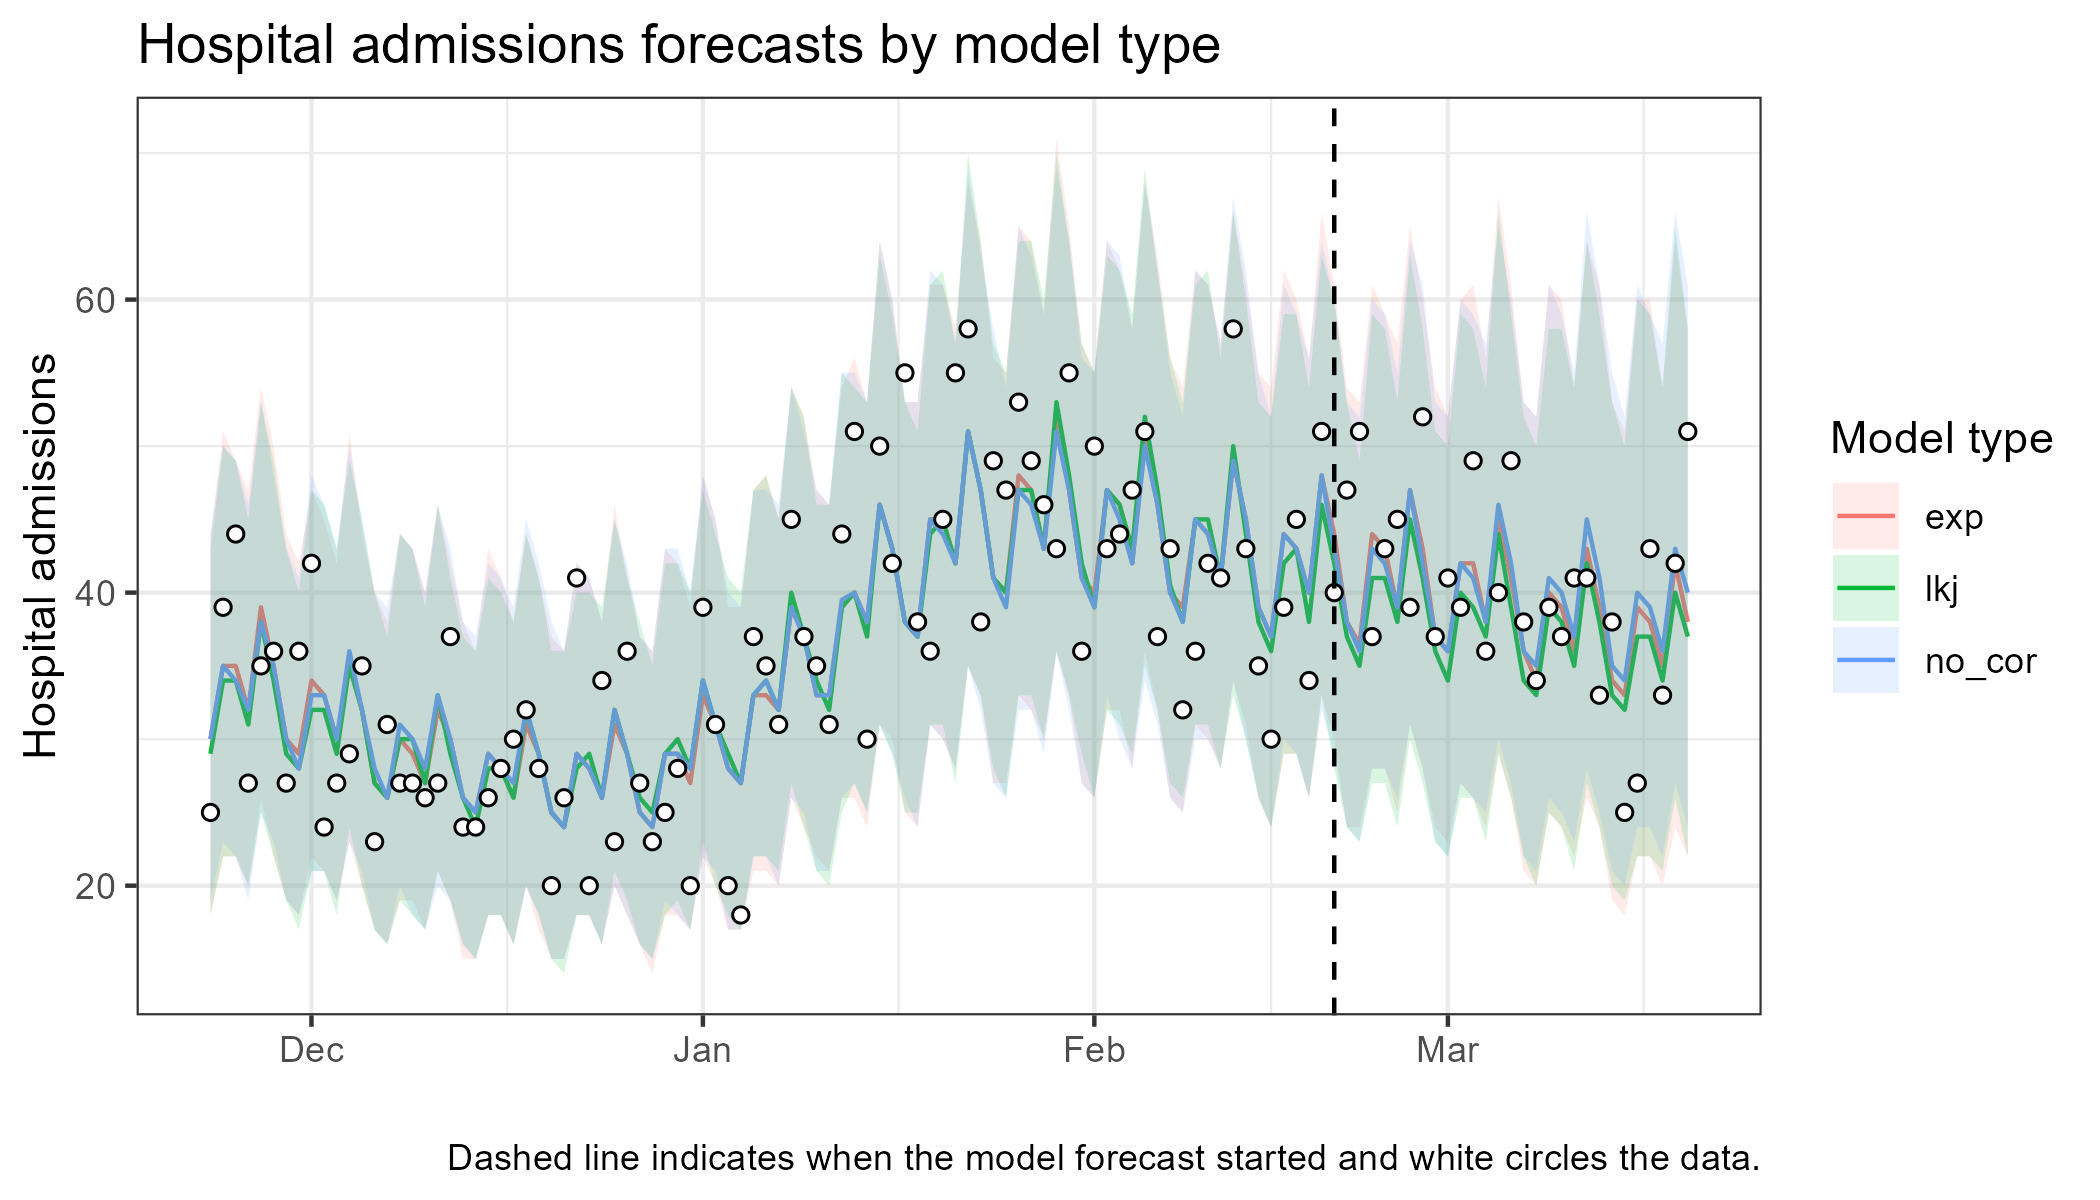 Hospital admissions forecasts by model type
Hospital admissions
60
40
20
Dec
Jan
Feb
Mar
Model type
exp
lkj
no_cor
Dashed line indicates when the model forecast started and white circles the data.